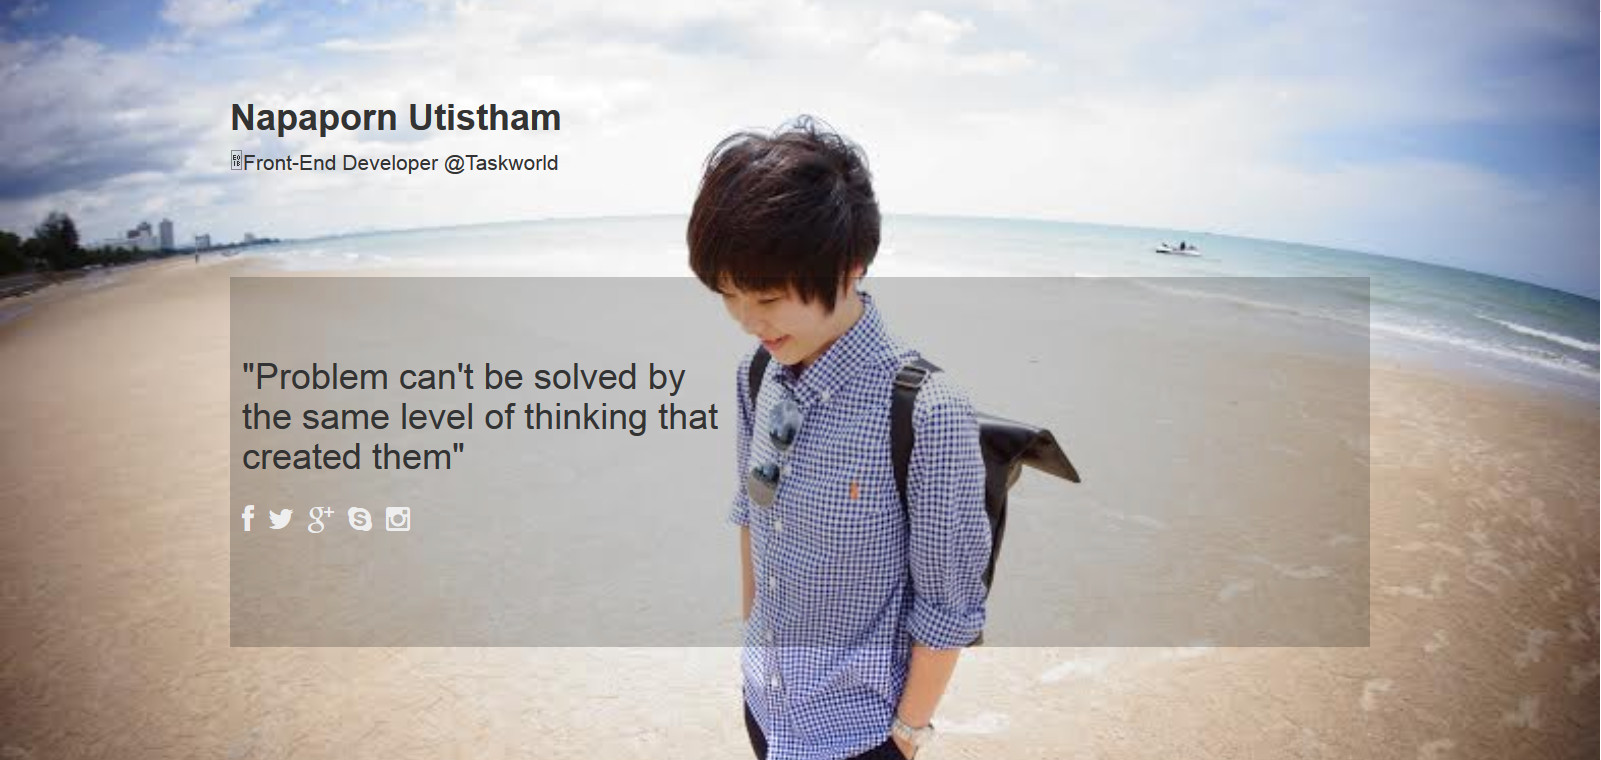 Napaporn Utistham
Front-End Developer @Taskworld
"Problem can't be solved by
the same level of thinking that
created them"